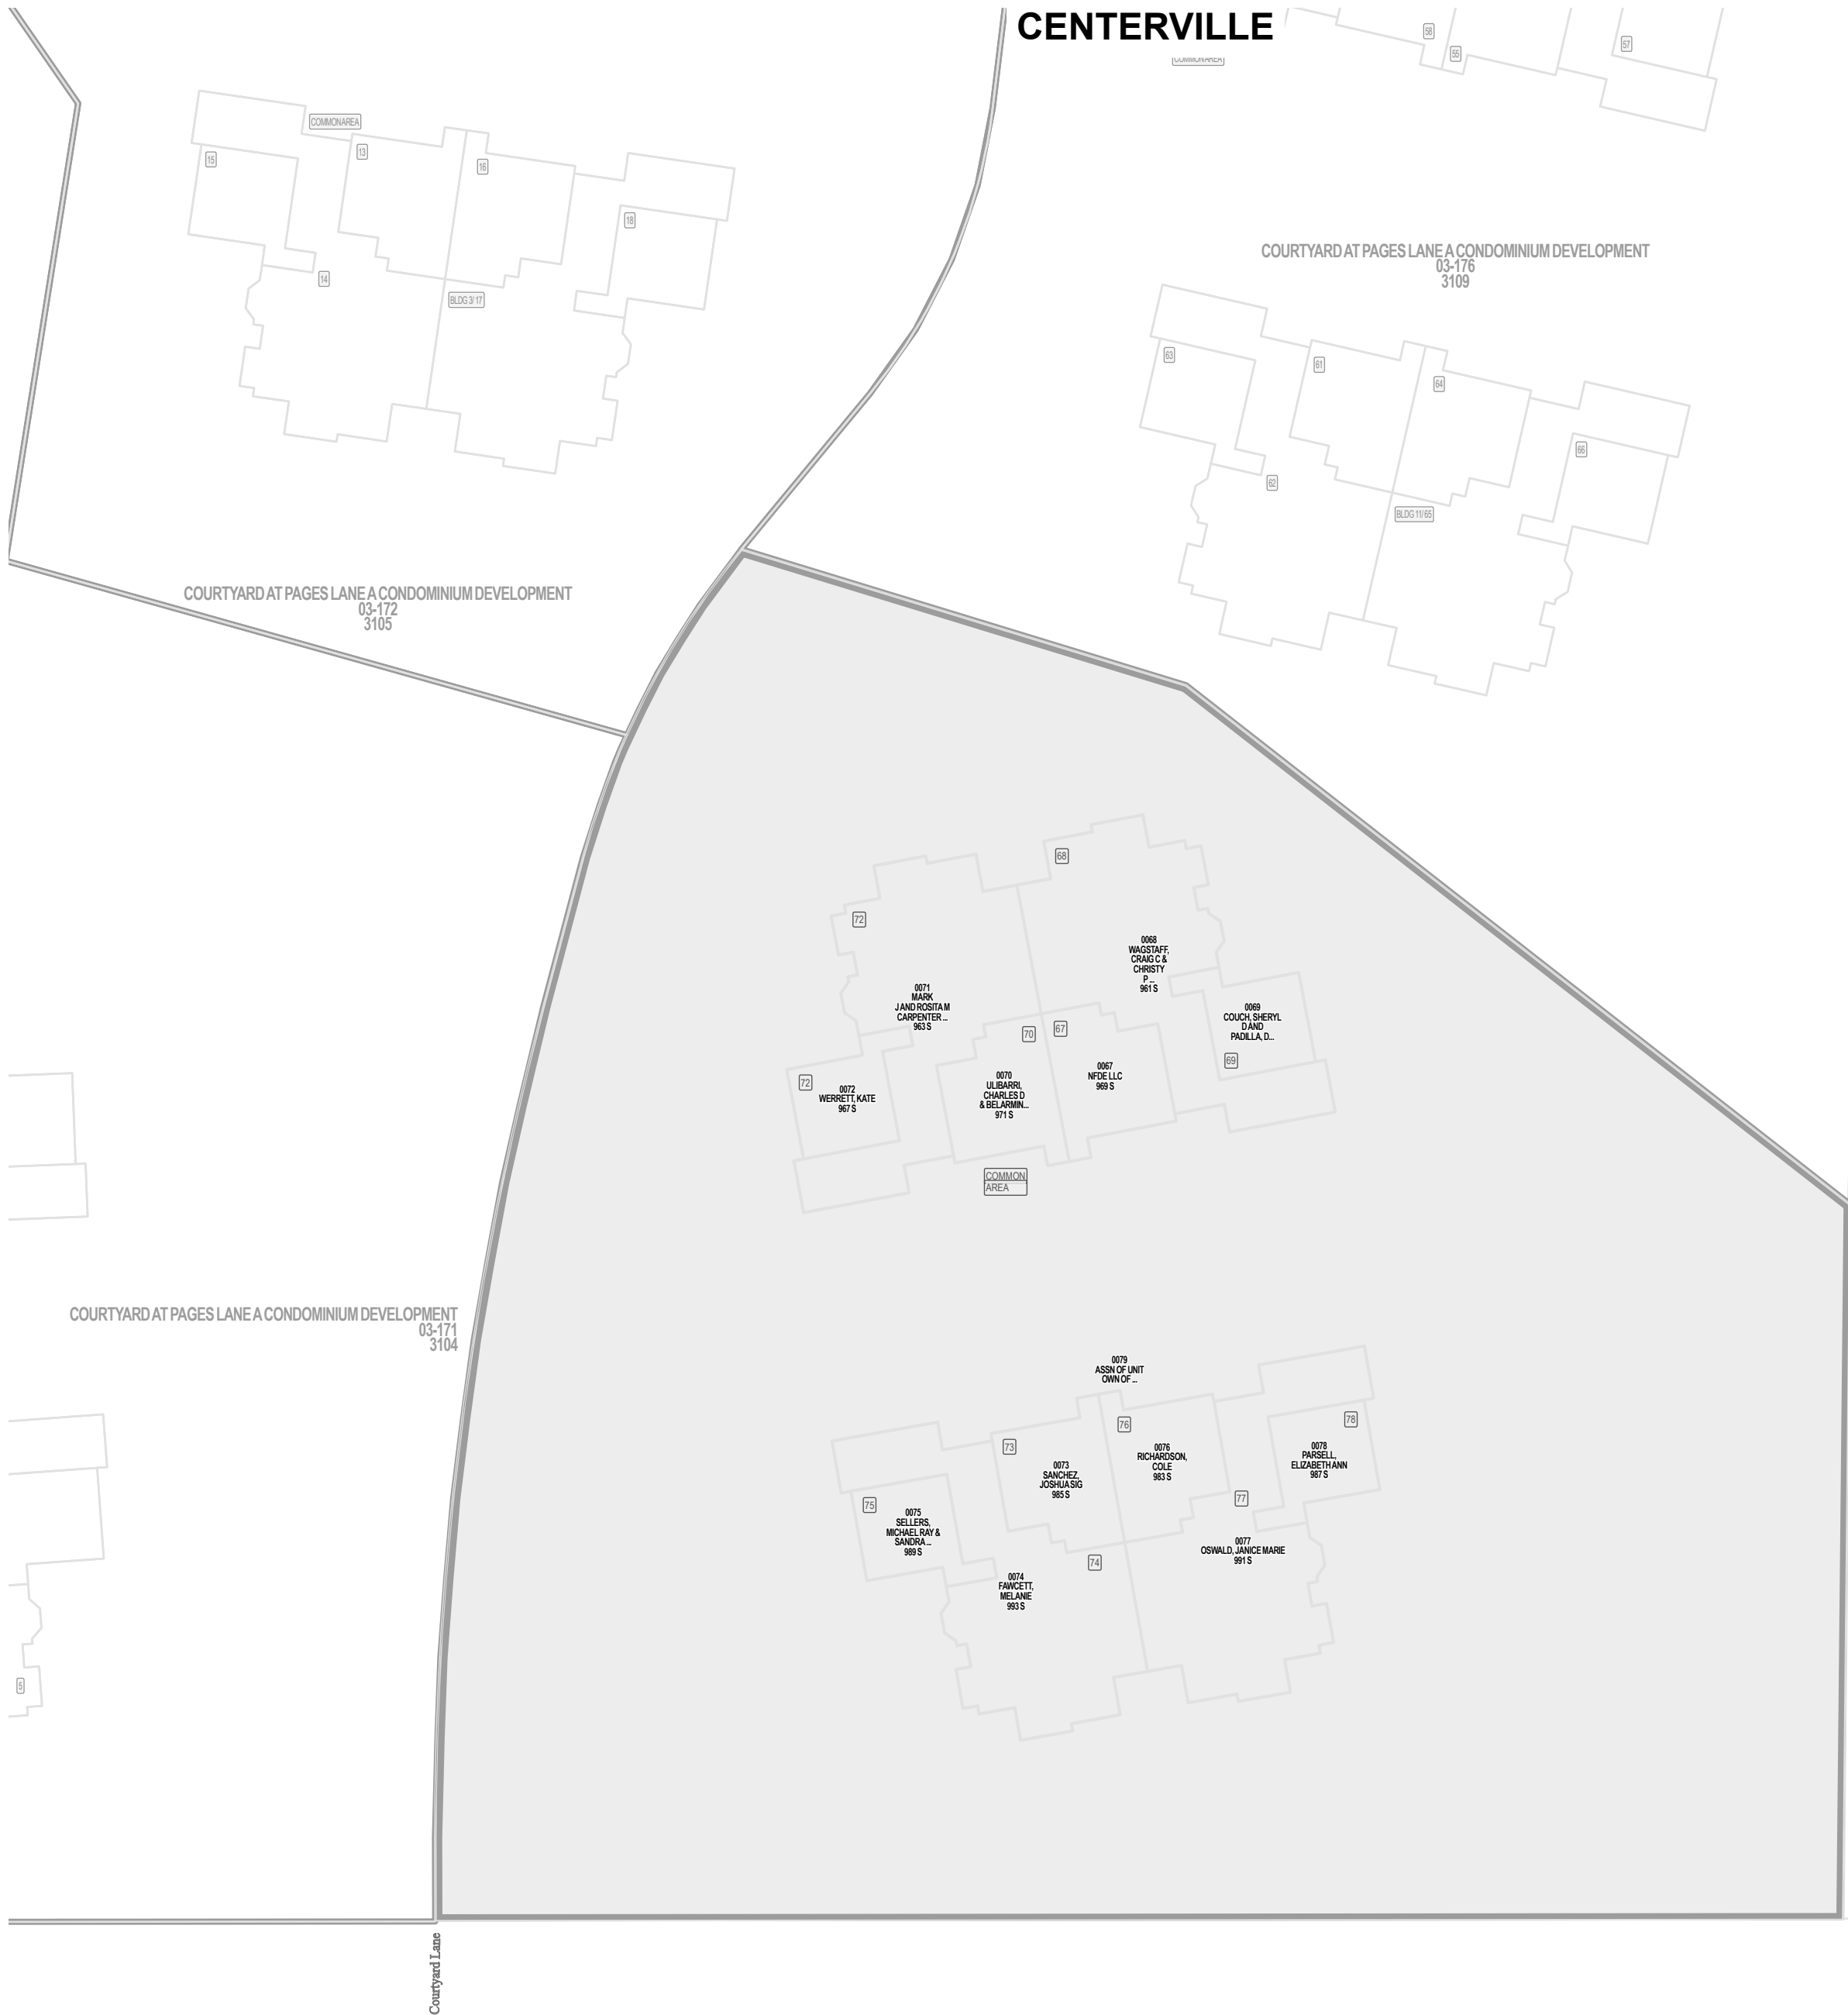 CENTERVILLE
58
55
57
COMMONAREA
COMMONAREA
15
13
16
18
14
BLDG 3/ 17
COURTYARD AT PAGES LANE A CONDOMINIUM DEVELOPMENT
03-176
3109
63
61
64
66
63
BLDG 11/ 65
COURTYARD AT PAGES LANE A CONDOMINIUM DEVELOPMENT
03-172
3105
68
72
0068
WAGSTAFF,
CRAIG C &
CHRISTY
P ...
961 S
0071
MARK
J AND ROSITA M
CARPENTER ...
963 S
0069
COUCH, SHERYL
D AND
PADILLA, D...
69
70
67
72
0072
WERRETT, KATE
967 S
0070
ULIBARRI,
CHARLES D
& BELARMIN...
971 S
0067
NFDE LLC
969 S
COMMON
AREA
COURTYARD AT PAGES LANE A CONDOMINIUM DEVELOPMENT
03-171
3104
0079
ASSN OF UNIT
OWN OF ...
73
76
78
0073
SANCHEZ,
JOSHUA SIG
985 S
0076
RICHARDSON,
COLE
983 S
0078
PARSELL,
ELIZABETH ANN
987 S
75
0075
SELLERS,
MICHAEL RAY &
SANDRA ...
989 S
77
0077
OSWALD, JANICE MARIE
991 S
74
0074
FAWCETT,
MELANIE
993 S
Courtyard Lane